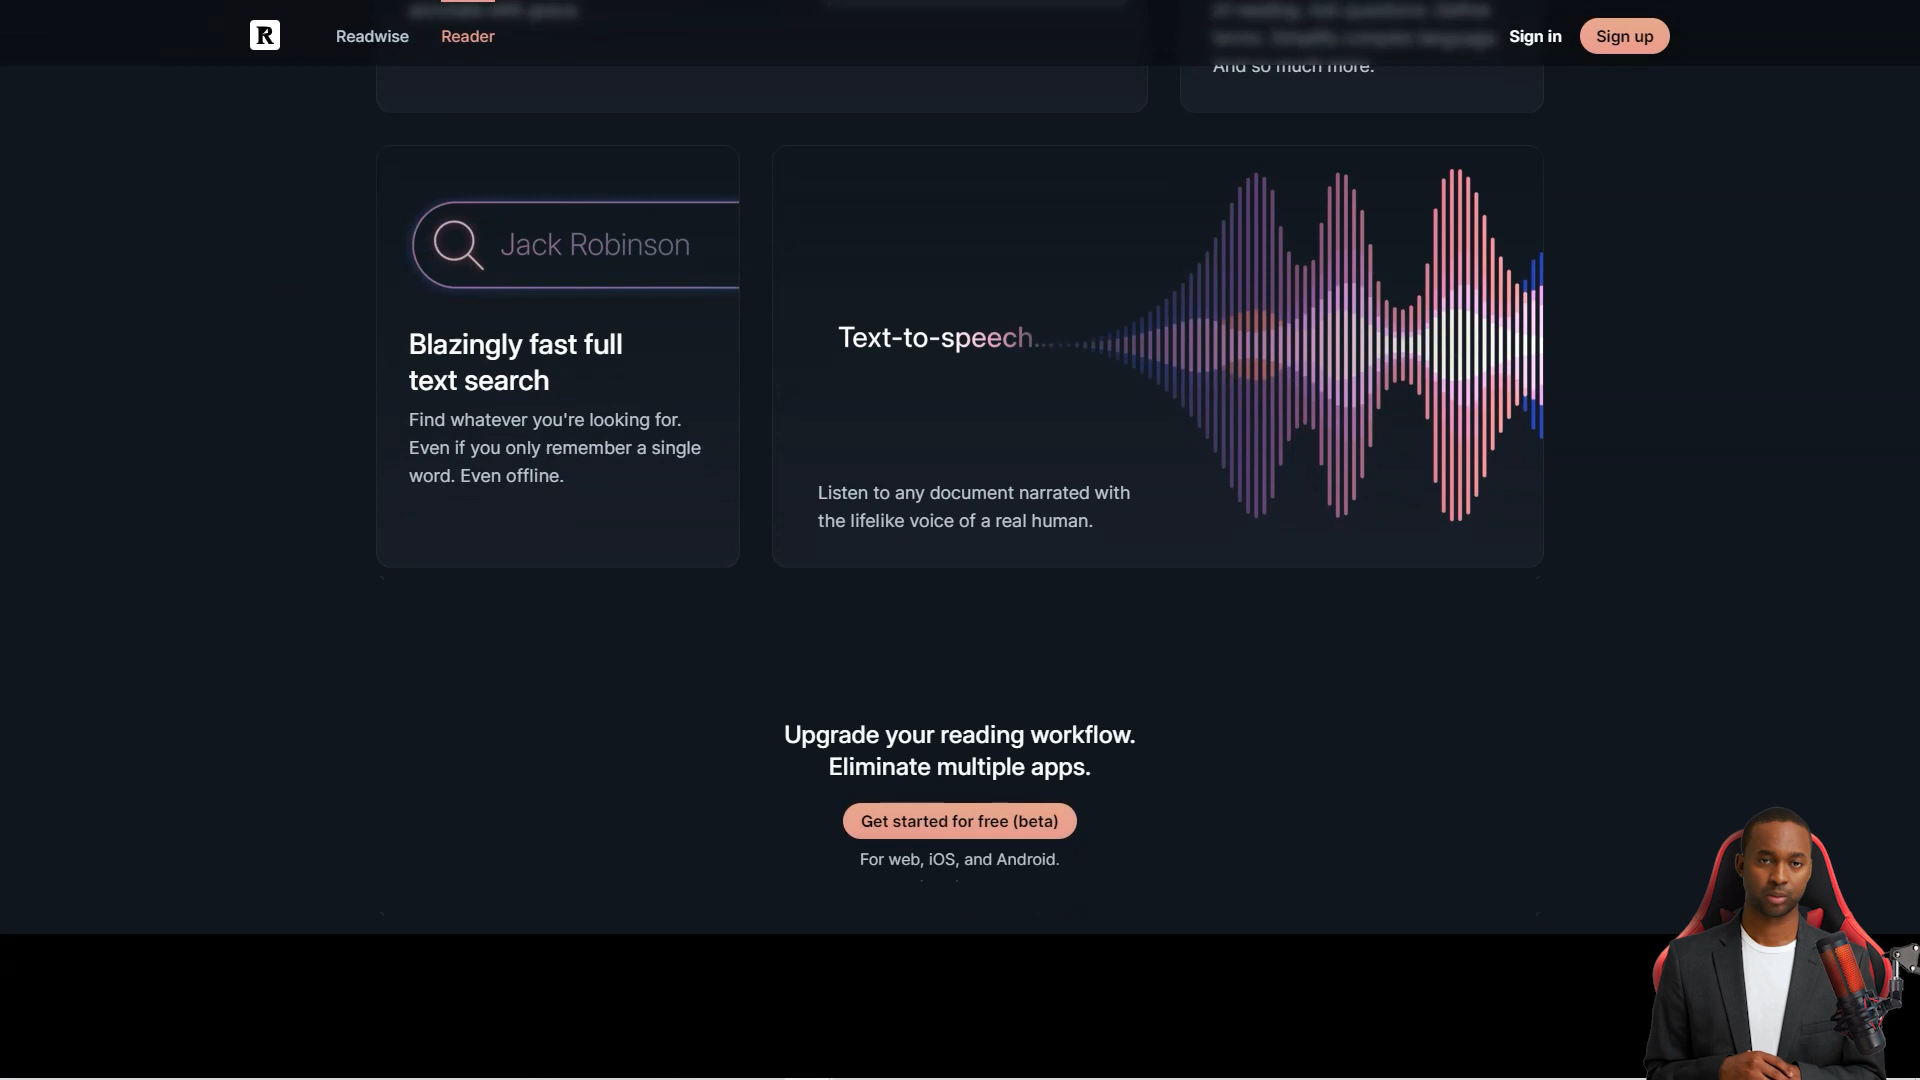 R
Readwise
Reader
Sign in
Sign up
And so much more.
Jack Robinson
Blazingly fast full
text search
Find whatever you're looking for.
Even if you only remember a single
word. Even offline.
Text-to-speech...
Listen to any document narrated with
the lifelike voice of a real human.
Upgrade your reading workflow.
Eliminate multiple apps.
Get started for free (beta)
For web, iOS, and Android.